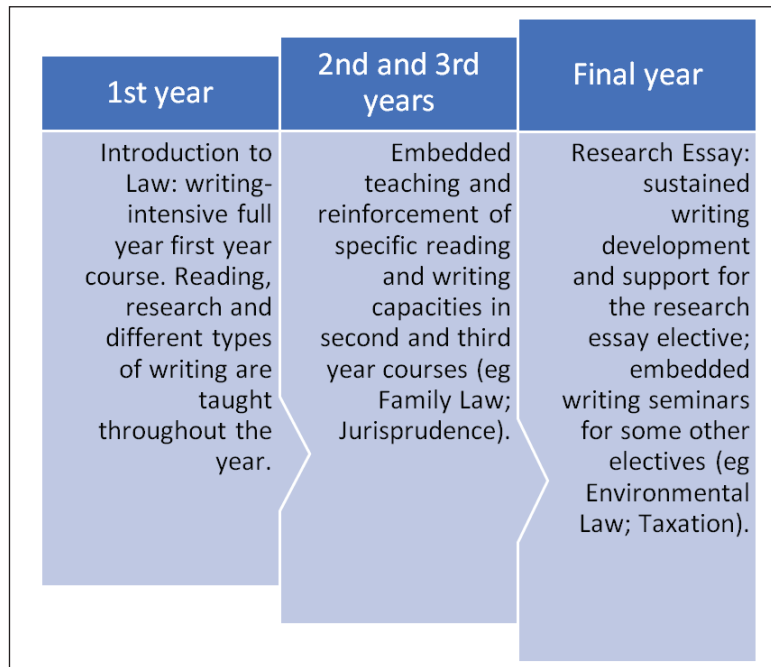 1st year
Introduction to
Law: writing-
intensive full
year first year
course. Reading,
research and
different types
of writing are
taught
throughout the
year.
2nd and 3rd
years
Embedded
teaching and
reinforcement of
specific reading
and writing
capacities in
second and third
year courses (eg
Family Law;
Jurisprudence).
Final year
Research Essay:
sustained
writing
development
and support for
the research
essay elective;
embedded
writing seminars
for some other
electives (eg
Environmental
Law; Taxation).